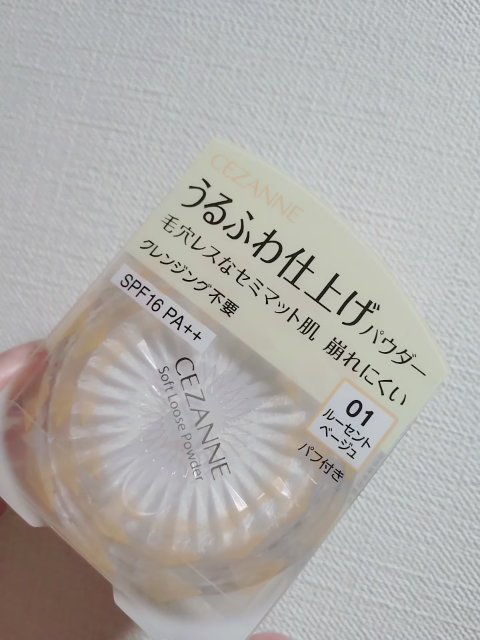 CEZANNE
うるふわ仕上げパウダー
毛穴レスなセミマット肌 崩れにくい
クレンジング不要
SPF16 PA++
CEZANNE
Soft Loose Powder
01
ルーセント
ベージュ
パフ付き